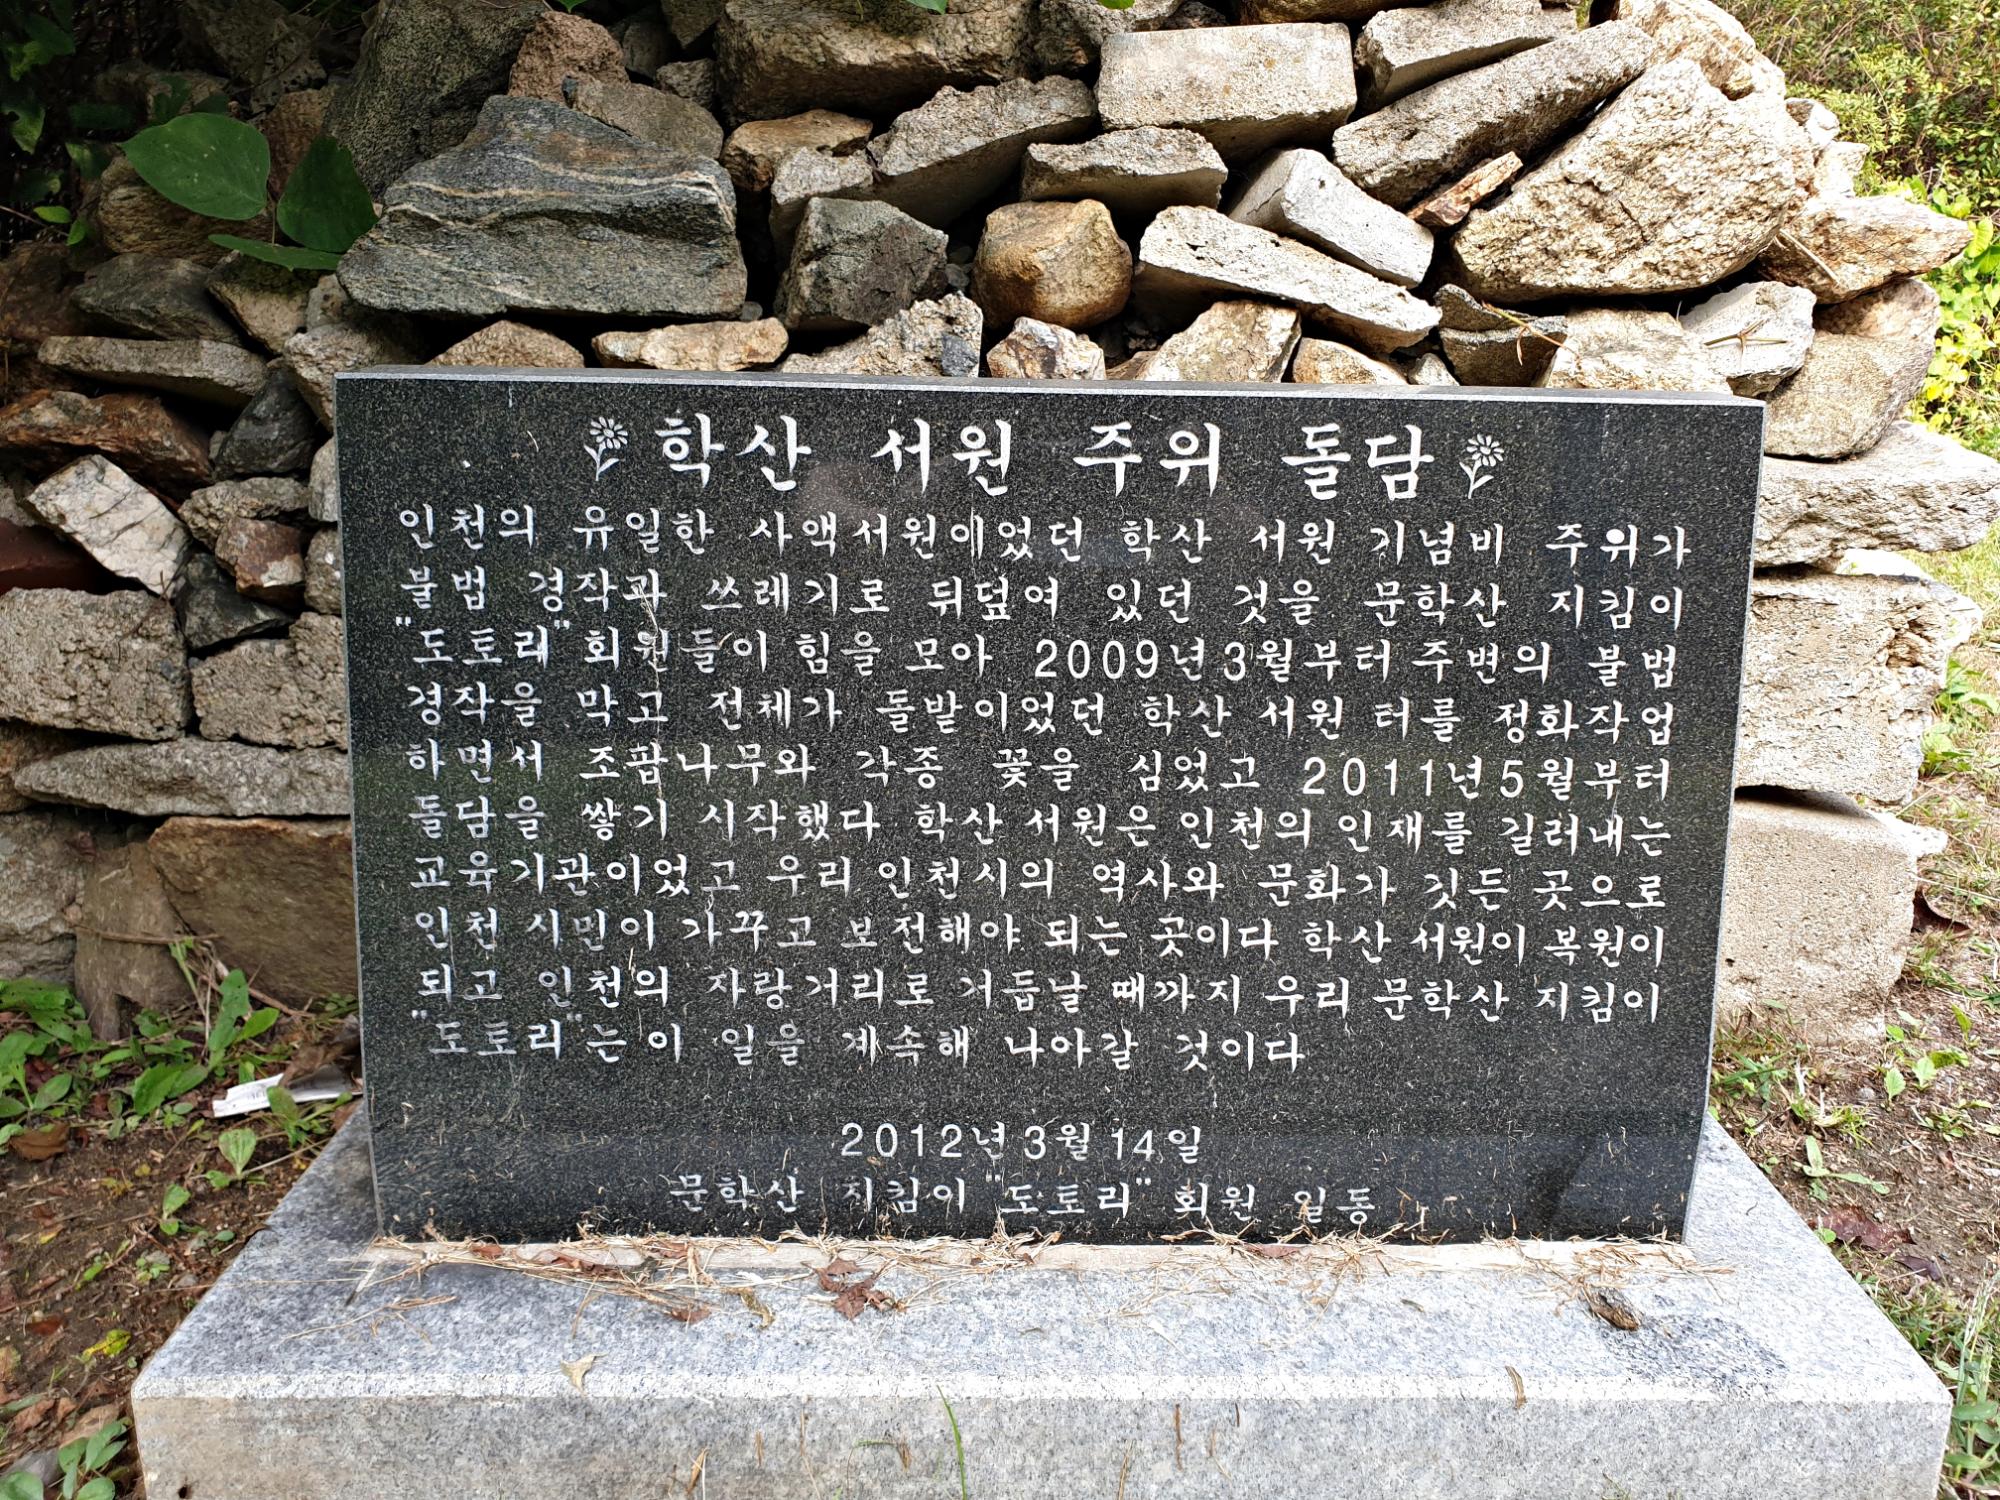 학산 서원 주위 돌담
인천의 유일한 사액서원이었던 학산 서원 기념비 주위가
불법 경작과 쓰레기로 뒤덮여 있던 것을 문학산 지킴이
"도토리" 회원들이 힘을 모아 2009년 3월부터 주변의 불법
경작을 막고 전체가 돌밭이었던 학산 서원 터를 정화작업
하면서 조팝나무와 각종 꽃을 심었고 2011년 5월부터
돌담을 쌓기 시작했다 학산 서원은 인천의 인재를 길러내는
교육기관이었고 우리 인천시의 역사와 문화가 깃든 곳으로
인천 시민이 가꾸고 보전해야 되는 곳이다 학산 서원이 복원이
되고 인천의 자랑거리로 거듭날 때까지 우리 문학산 지킴이
"도토리"는 이 일을 계속해 나아갈 것이다
2012년 3월 14일
문학산 지킴이 "도토리" 회원 일동